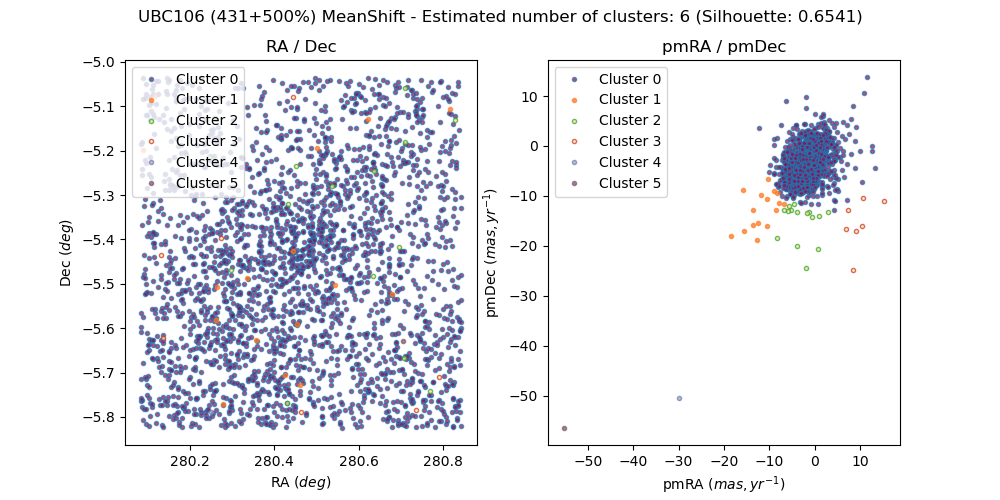 UBC106 (431+500%) MeanShift - Estimated number of clusters: 6 (Silhouette: 0.6541)
RA / Dec
Cluster 0
Cluster 1
Cluster 2
Cluster 3
Cluster 4
Cluster 5
−5.0
−5.1
−5.2
−5.3
−5.4
−5.5
−5.6
−5.7
−5.8
Dec (deg)
280.2 280.4 280.6 280.8
RA (deg)
pmRA / pmDec
Cluster 0
Cluster 1
Cluster 2
Cluster 3
Cluster 4
Cluster 5
10
0
−10
−20
−30
−40
−50
pmDec (mas, yr⁻¹)
−50 −40 −30 −20 −10 0 10
pmRA (mas, yr⁻¹)